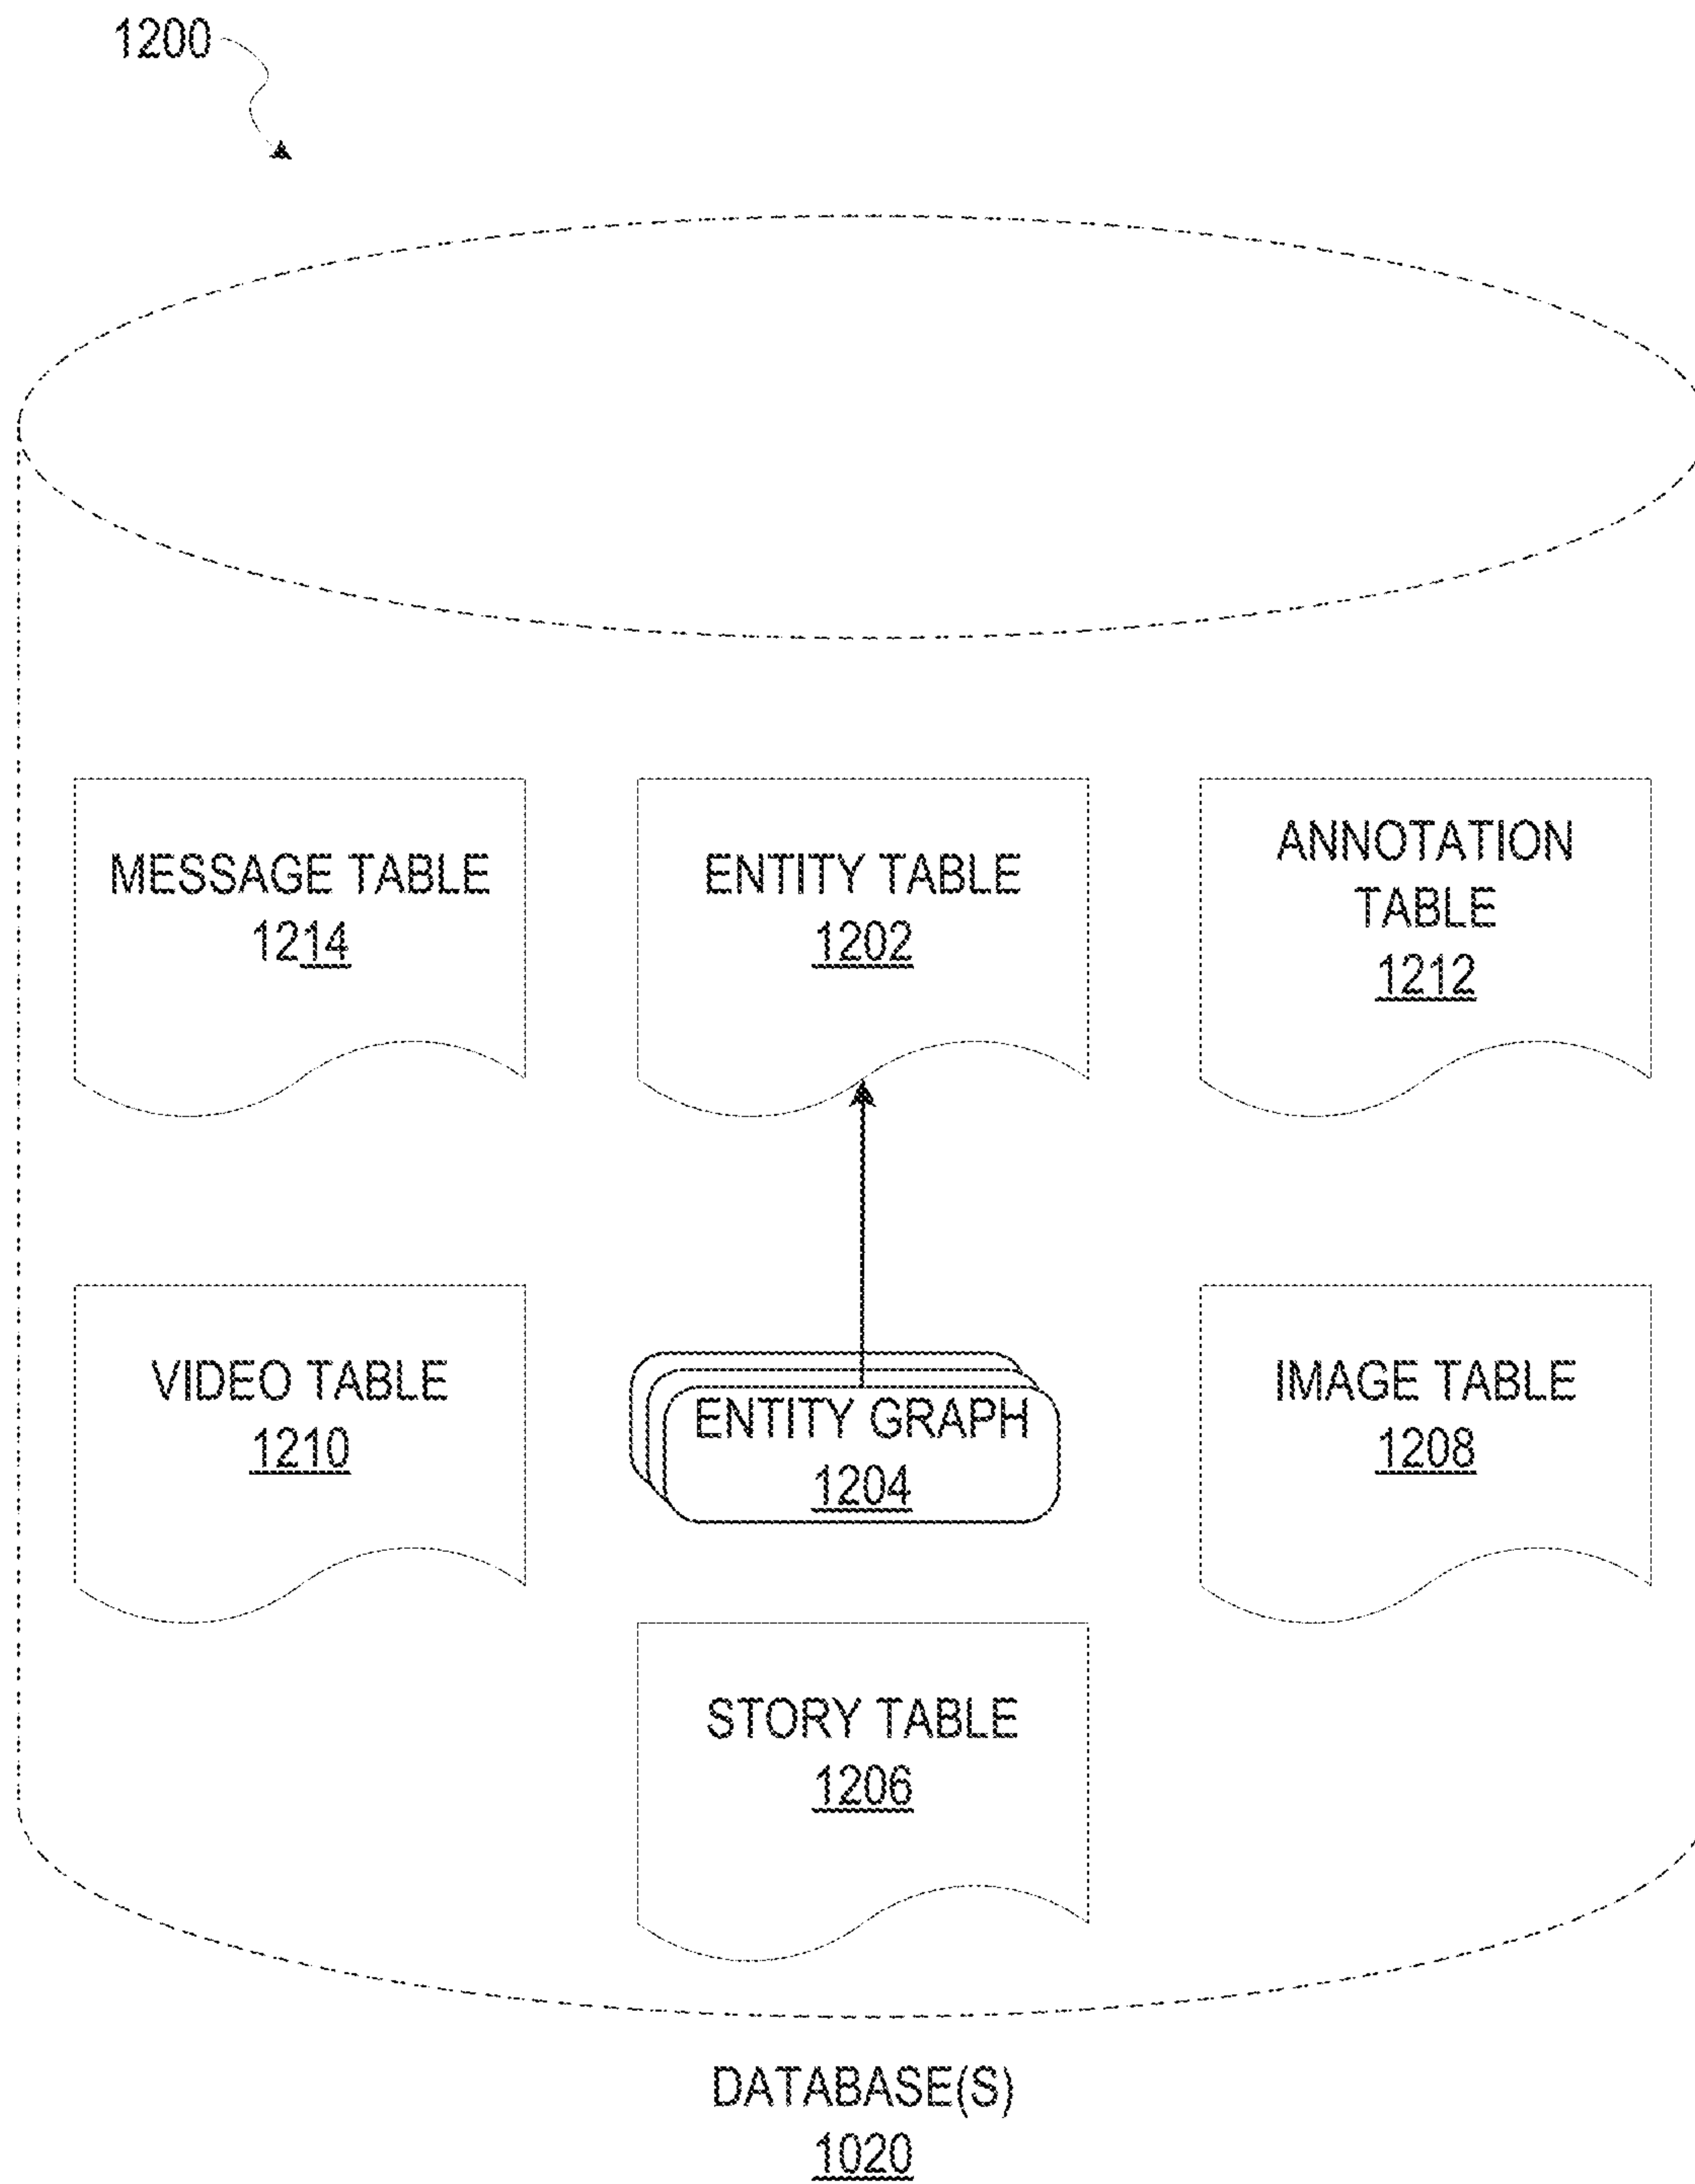 1200
MESSAGE TABLE
1214
ENTITY TABLE
1202
ANNOTATION
TABLE
1212
VIDEO TABLE
1210
ENTITY GRAPH
1204
IMAGE TABLE
1208
STORY TABLE
1206
DATABASE(S)
1020